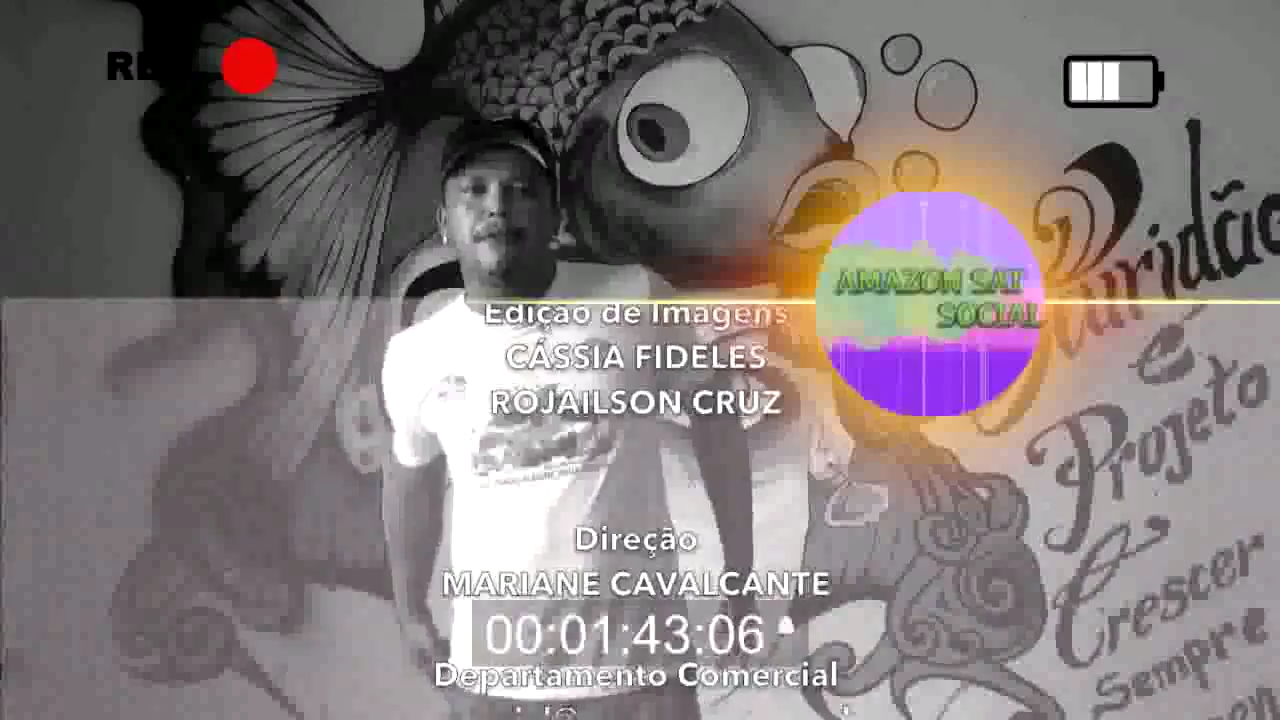 AMAZON SAT
SOCIAL
Edição de Imagens
CÁSSIA FIDELES
ROJAILSON CRUZ
Direção
MARIANE CAVALCANTE
00:01:43:06
Departamento Comercial
e
Projeto
Crescer
Sempre